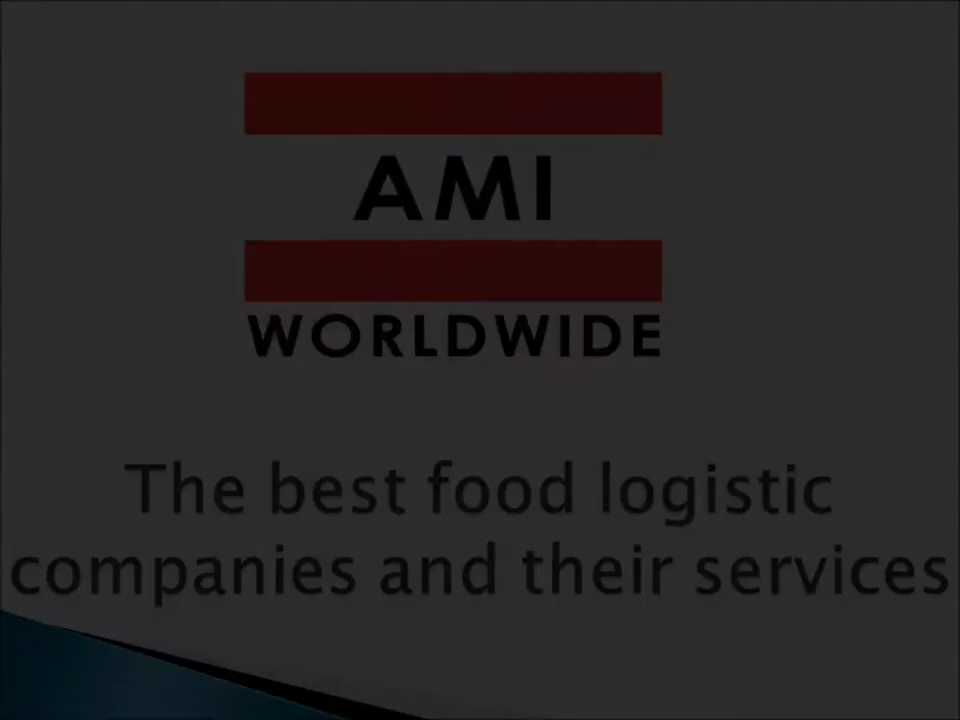 AMI
WORLDWIDE
The best food logistic
companies and their services